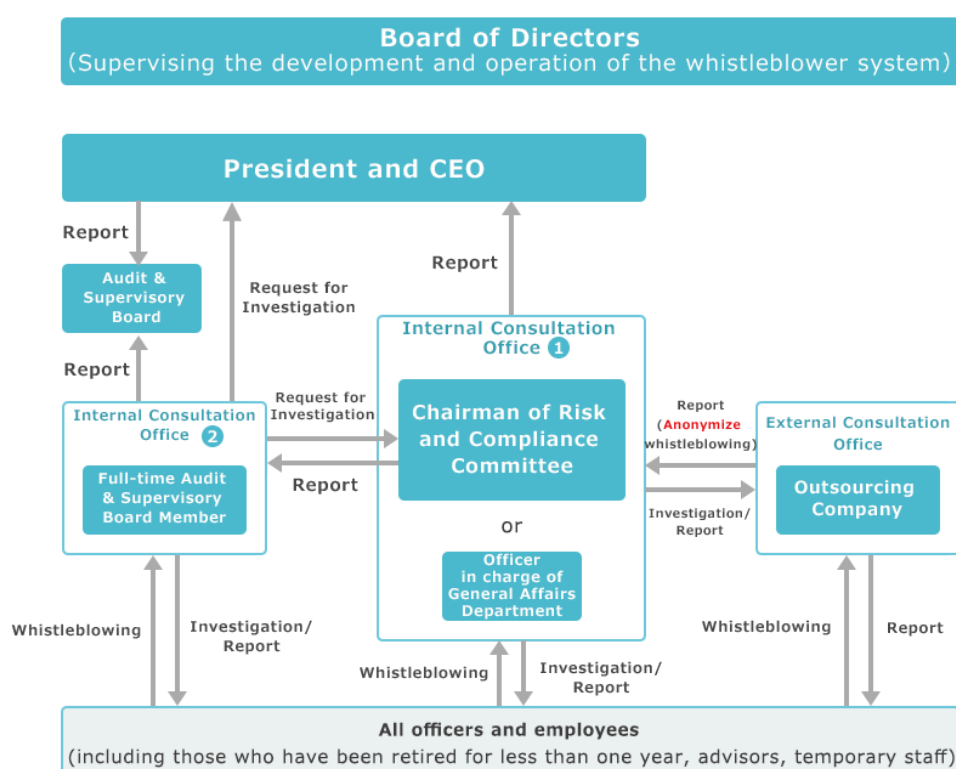 Board of Directors
(Supervising the development and operation of the whistleblower system)
President and CEO
Report
Report
Request for
Investigation
Audit &
Supervisory
Board
Report
Internal Consultation
Office 1
Chairman of Risk
and Compliance
Committee
or
Officer
in charge of
General Affairs
Department
Request for
Investigation
Report
Internal Consultation
Office 2
Full-time Audit
& Supervisory
Board Member
Report
(Anonymize
whistleblowing)
Investigation/
Report
External Consultation
Office
Outsourcing
Company
Whistleblowing
Investigation/
Report
Whistleblowing
Investigation/
Report
Whistleblowing
Report
All officers and employees
(including those who have been retired for less than one year, advisors, temporary staff)